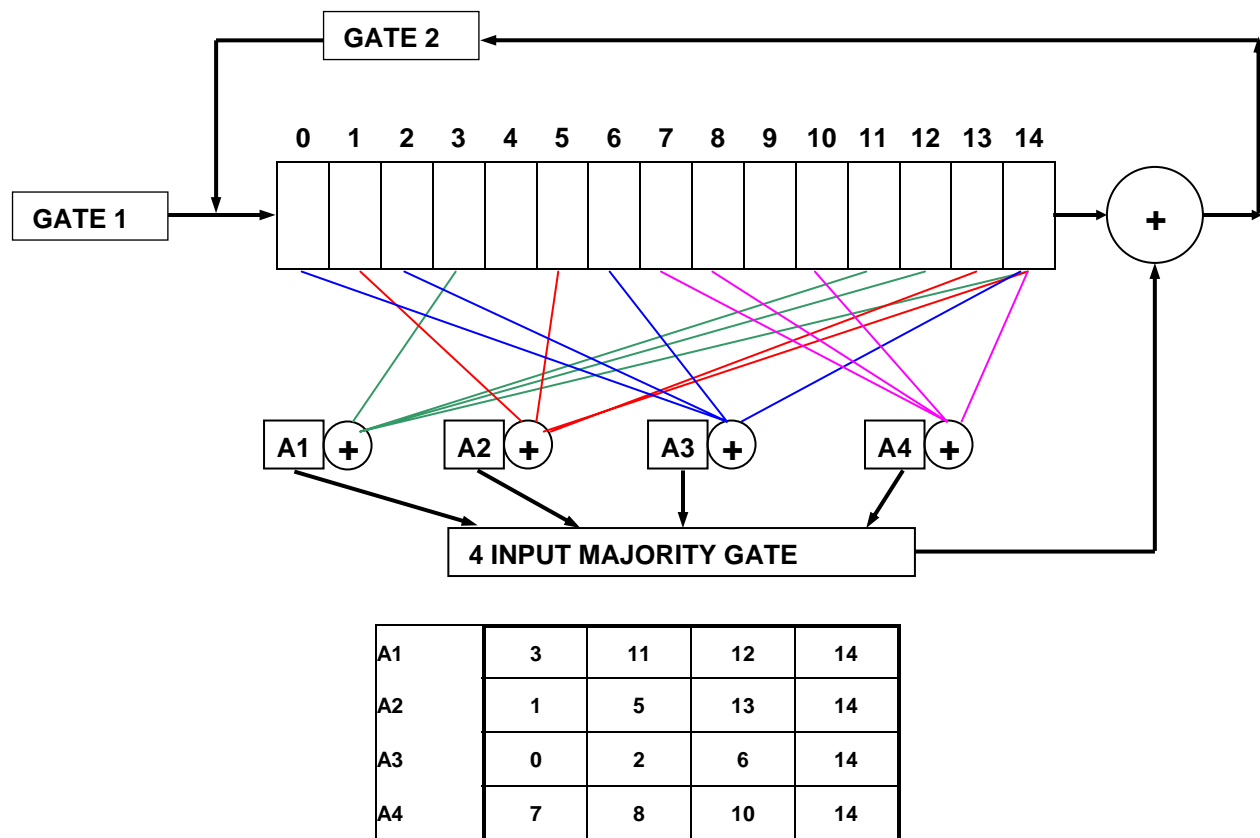 GATE 2
0 1 2 3 4 5 6 7 8 9 10 11 12 13 14
GATE 1
+
A1 + A2 + A3 + A4 +
4 INPUT MAJORITY GATE
A1 3 11 12 14
A2 1 5 13 14
A3 0 2 6 14
A4 7 8 10 14